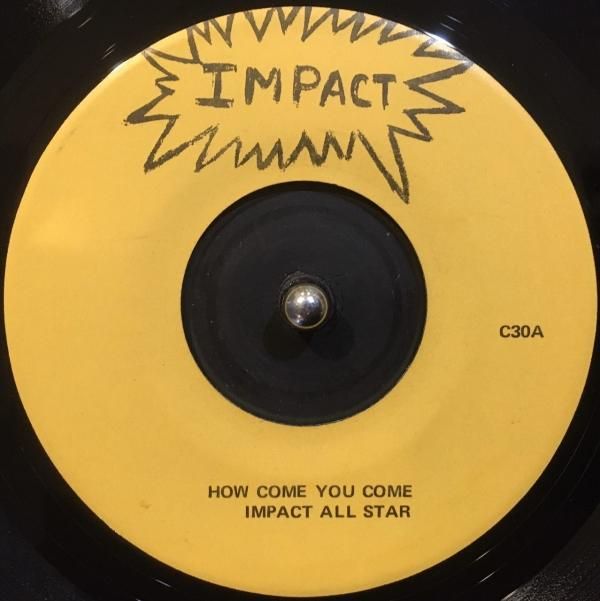 IMPACT
C30A
HOW COME YOU COME
IMPACT ALL STAR